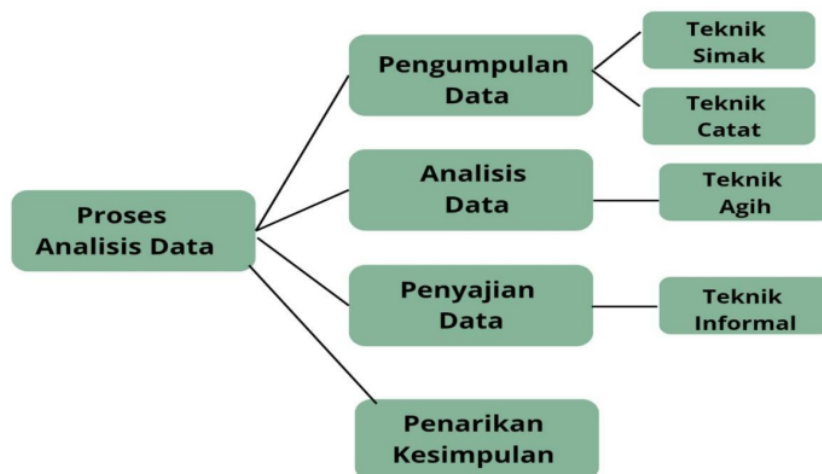 Proses
Analisis Data
Pengumpulan
Data
Teknik
Simak
Teknik
Catat
Analisis
Data
Teknik
Agih
Penyajian
Data
Teknik
Informal
Penarikan
Kesimpulan